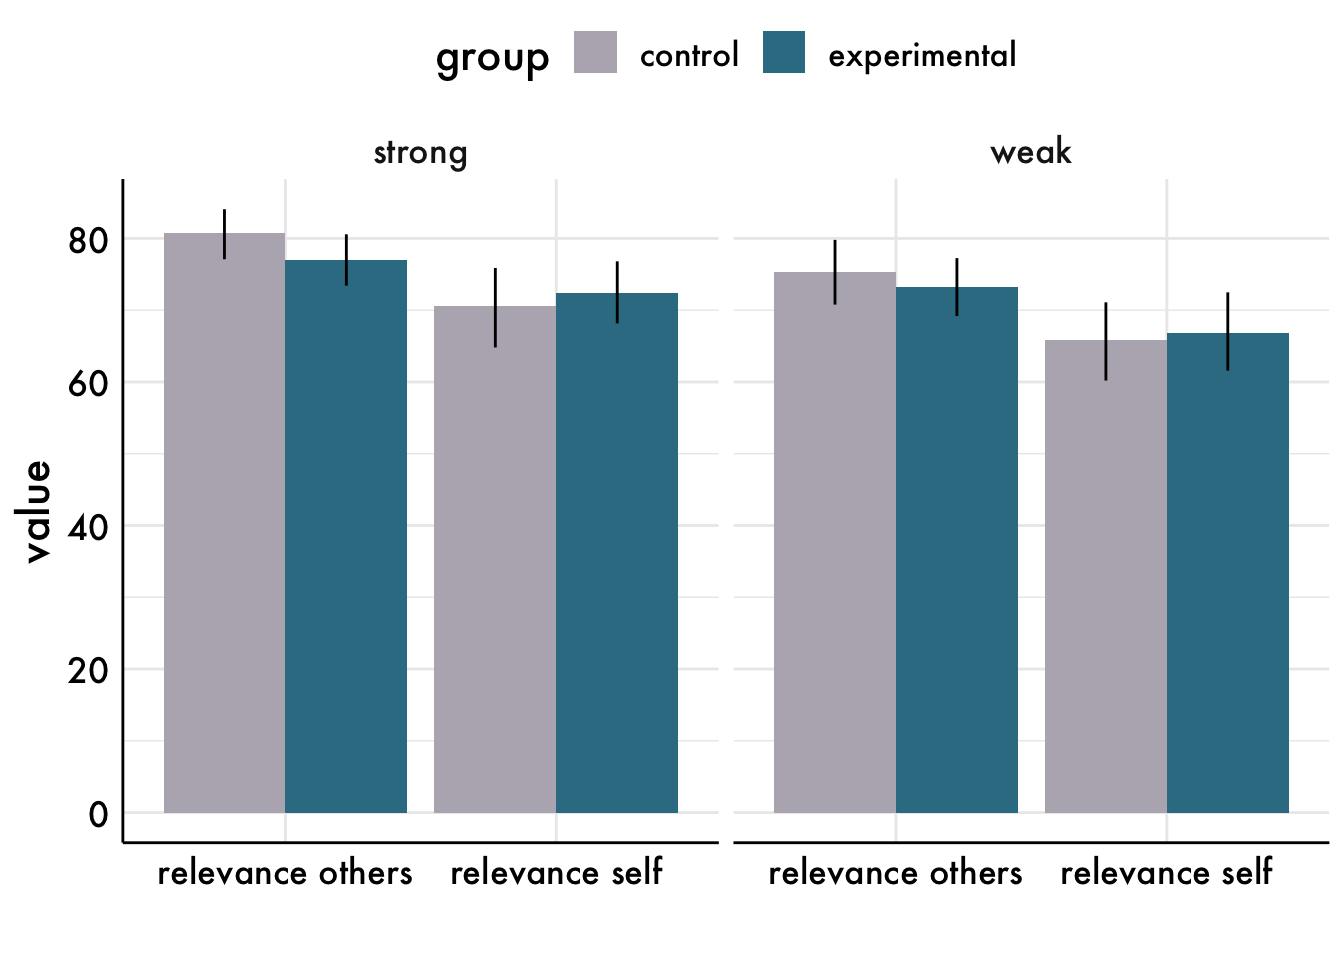 group control experimental
strong weak
80
60
40
20
0
value
relevance others relevance self relevance others relevance self